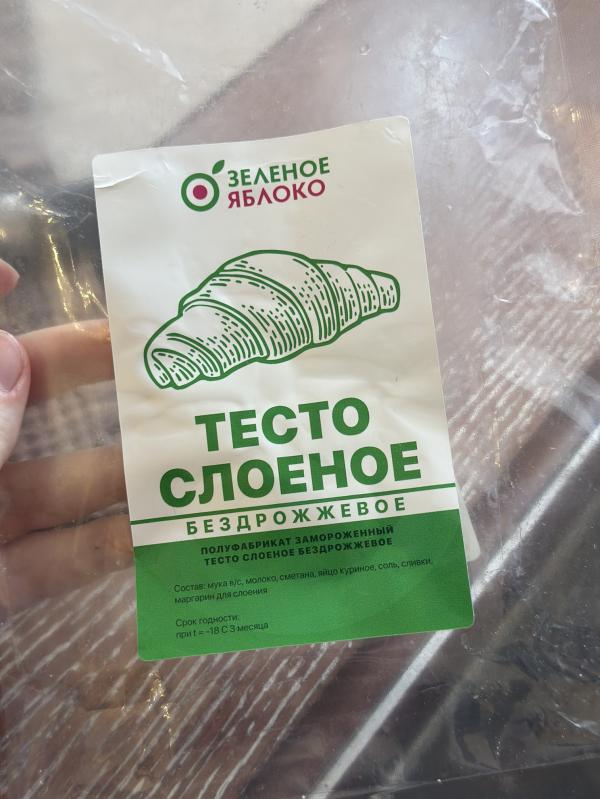 ЗЕЛЕНОЕ
ЯБЛОКО
ТЕСТО
СЛОЕНОЕ
БЕЗДРОЖЖЕВОЕ
ПОЛУФАБРИКАТ ЗАМОРОЖЕННЫЙ
ТЕСТО СЛОЕНОЕ БЕЗДРОЖЖЕВОЕ
Состав: мука в/с, молоко, сметана, яйцо куриное, соль, сливки,
маргарин для слоения
Срок годности:
при t = -18 С 3 месяца